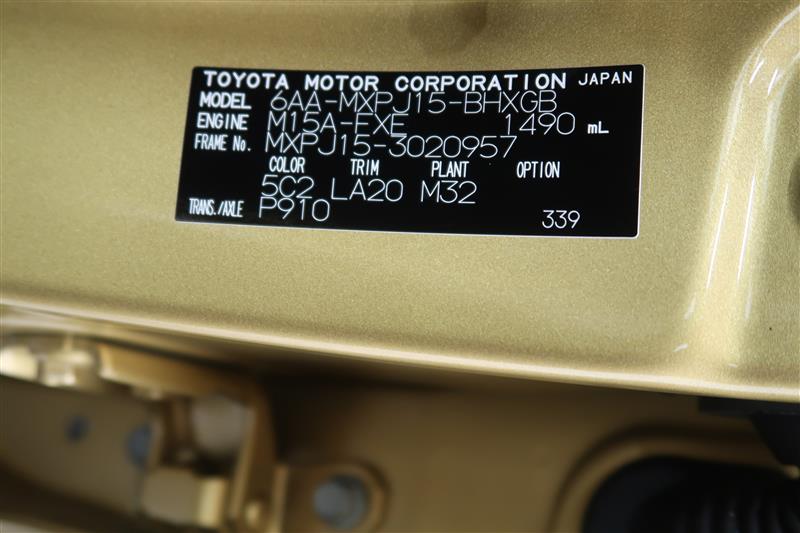 TOYOTA MOTOR CORPORATION JAPAN
MODEL 6AA-MXPJ15-BHXGB
ENGINE M15A-FXE 1490 mL
FRAME No. MXPJ15-3020957
COLOR TRIM PLANT OPTION
5C2 LA20 M32
TRANS./AXLE P910 339